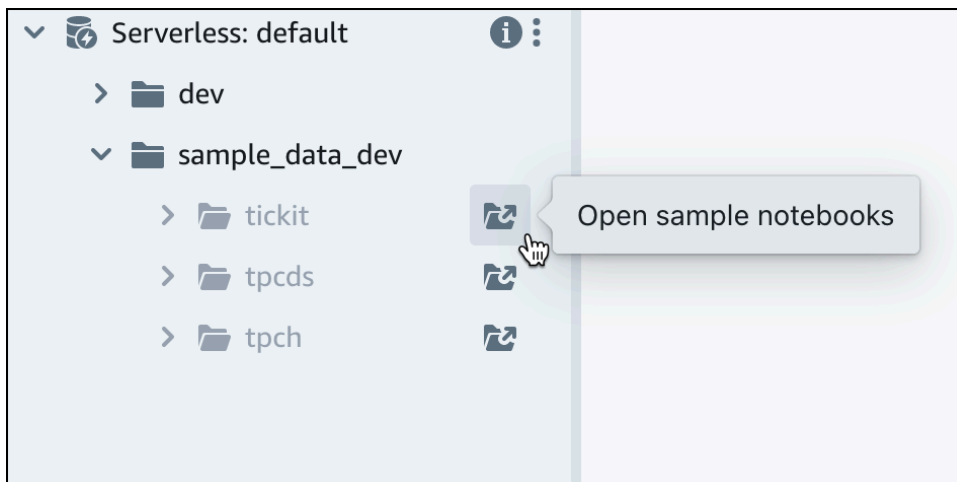 Serverless: default
dev
sample_data_dev
tickit
Open sample notebooks
tpcds
tpch